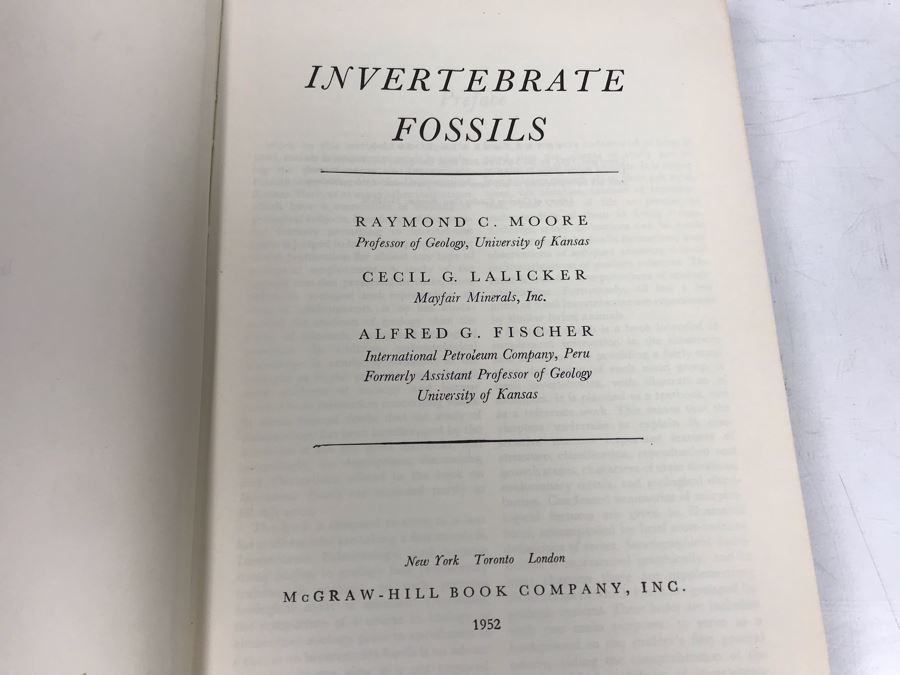 INVERTEBRATE
FOSSILS
RAYMOND C. MOORE
Professor of Geology, University of Kansas
CECIL G. LALICKER
Mayfair Minerals, Inc.
ALFRED G. FISCHER
International Petroleum Company, Peru
Formerly Assistant Professor of Geology
University of Kansas
New York Toronto London
McGRAW-HILL BOOK COMPANY, INC.
1952